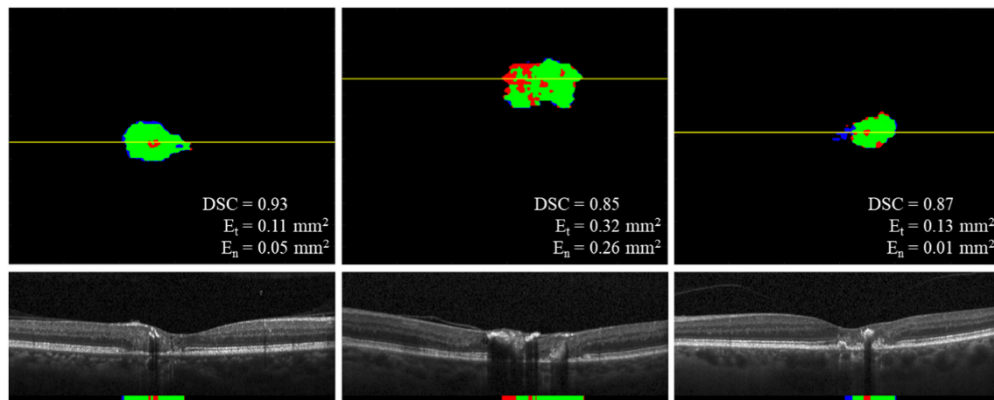 DSC = 0.93
Eₜ = 0.11 mm²
Eₙ = 0.05 mm²
DSC = 0.85
Eₜ = 0.32 mm²
Eₙ = 0.26 mm²
DSC = 0.87
Eₜ = 0.13 mm²
Eₙ = 0.01 mm²